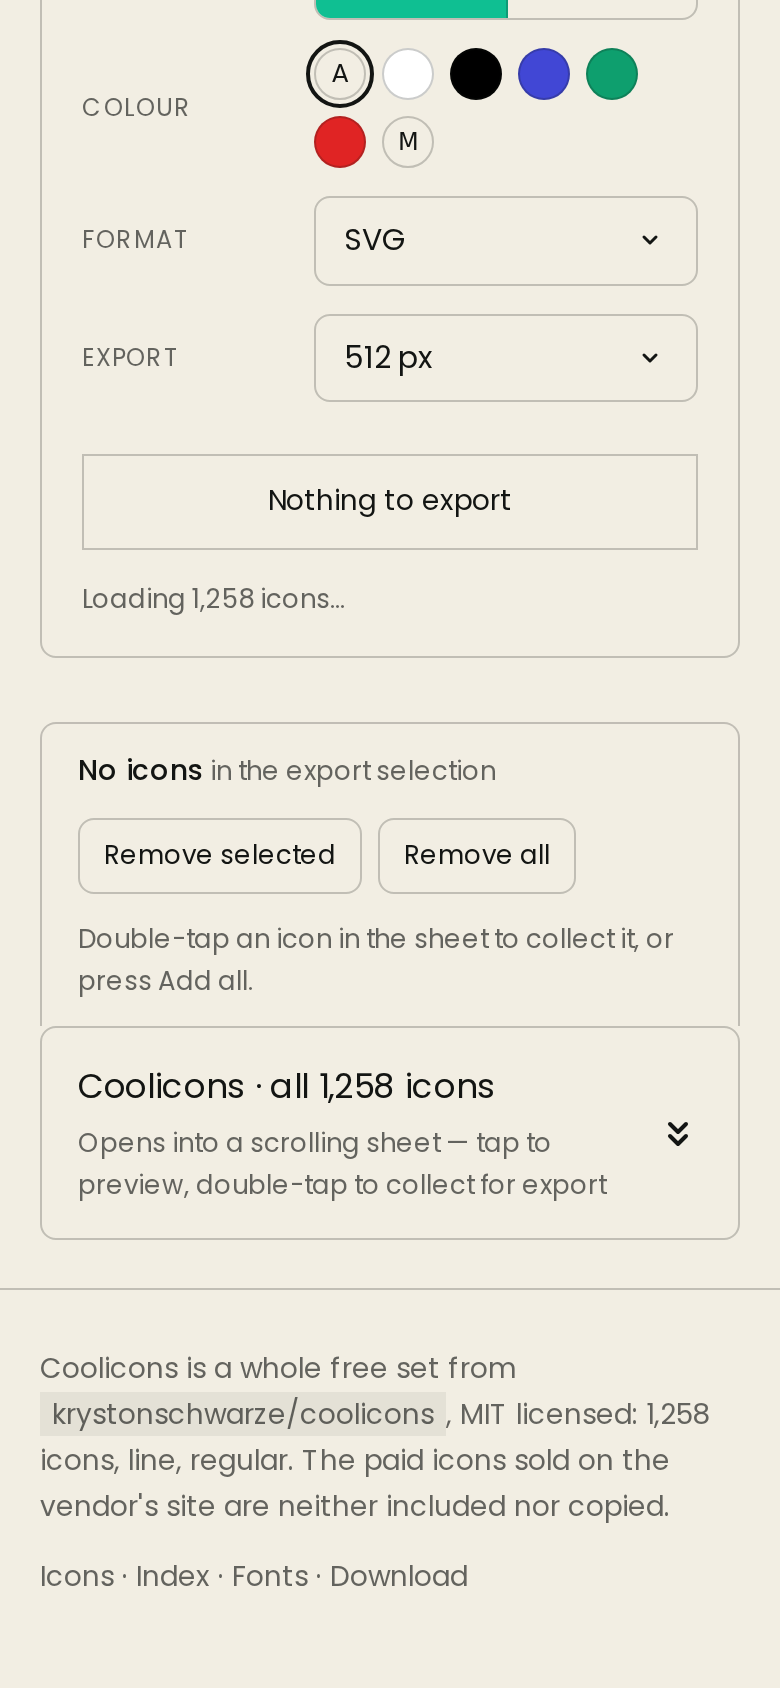 A
COLOUR
M
FORMAT
SVG
EXPORT
512 px
Nothing to export
Loading 1,258 icons...
No icons in the export selection
Remove selected
Remove all
Double-tap an icon in the sheet to collect it, or
press Add all.
Coolicons · all 1,258 icons
Opens into a scrolling sheet — tap to
preview, double-tap to collect for export
Coolicons is a whole free set from
krystonschwarze/coolicons, MIT licensed: 1,258
icons, line, regular. The paid icons sold on the
vendor's site are neither included nor copied.
Icons · Index · Fonts · Download